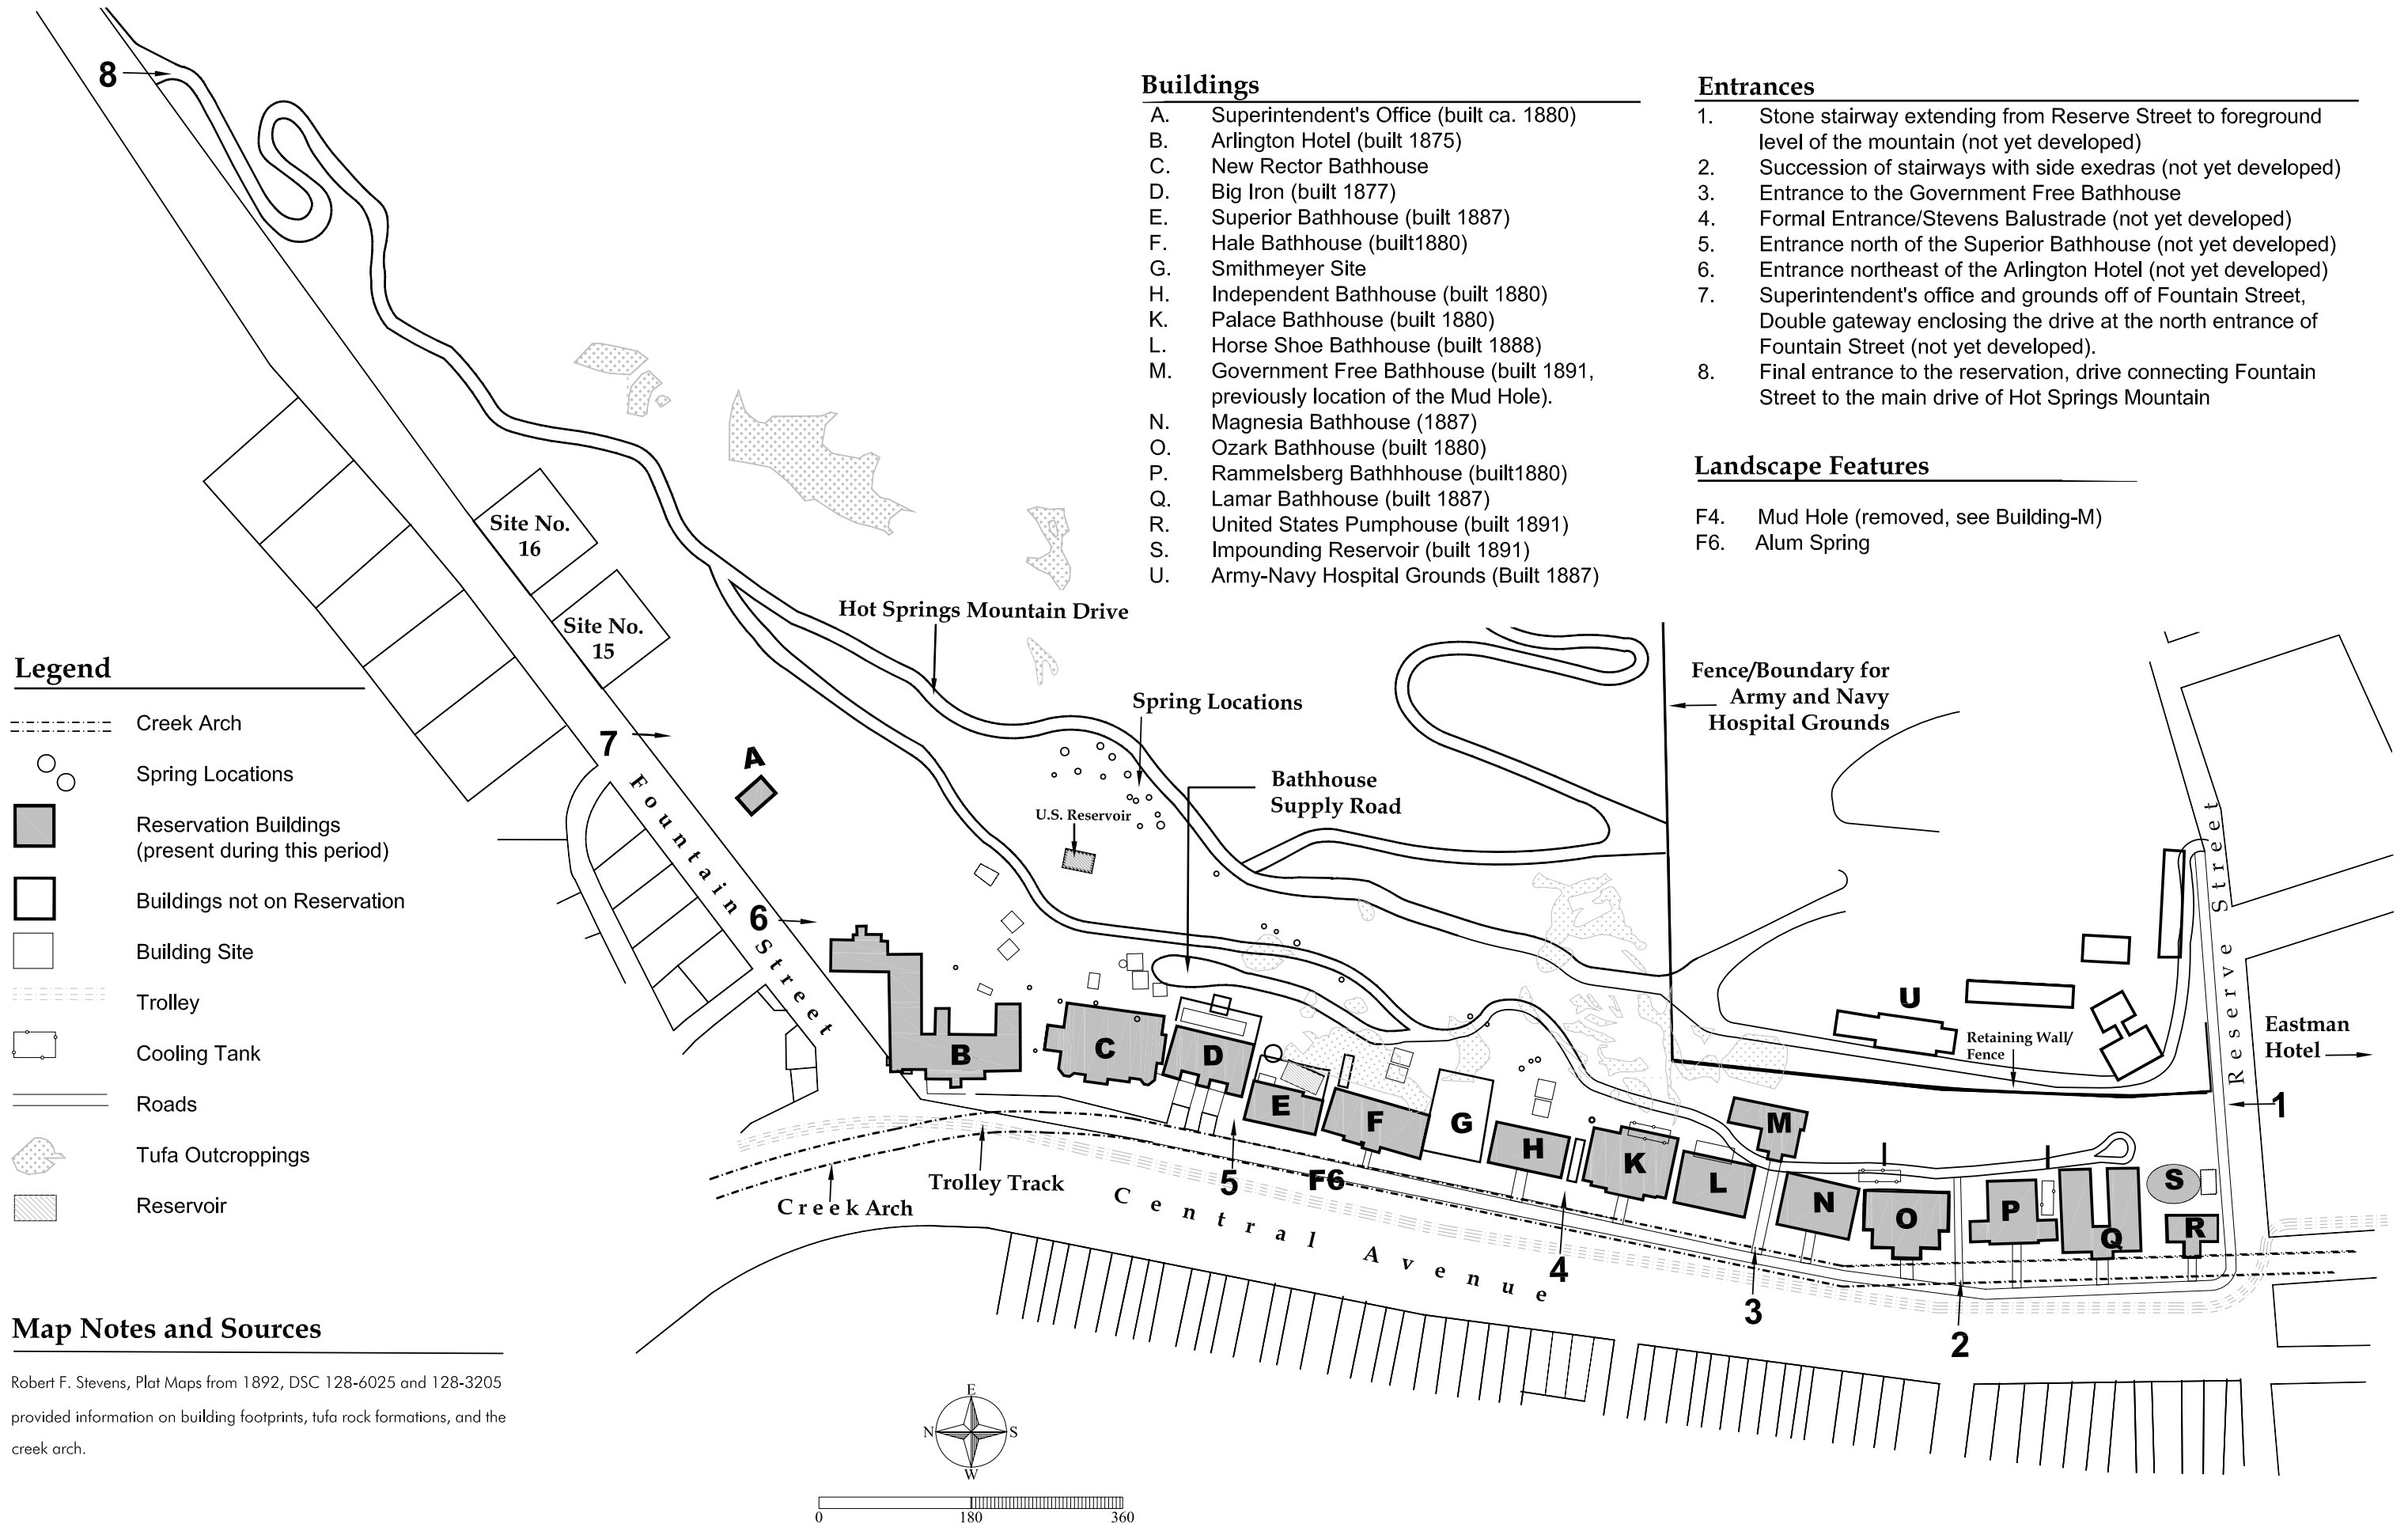 Buildings
A. Superintendent's Office (built ca. 1880)
B. Arlington Hotel (built 1875)
C. New Rector Bathhouse
D. Big Iron (built 1877)
E. Superior Bathhouse (built 1887)
F. Hale Bathhouse (built1880)
G. Smithmeyer Site
H. Independent Bathhouse (built 1880)
K. Palace Bathhouse (built 1880)
L. Horse Shoe Bathhouse (built 1888)
M. Government Free Bathhouse (built 1891,
previously location of the Mud Hole).
N. Magnesia Bathhouse (1887)
O. Ozark Bathhouse (built 1880)
P. Rammelsberg Bathhhouse (built1880)
Q. Lamar Bathhouse (built 1887)
R. United States Pumphouse (built 1891)
S. Impounding Reservoir (built 1891)
U. Army-Navy Hospital Grounds (Built 1887)
Entrances
1. Stone stairway extending from Reserve Street to foreground
level of the mountain (not yet developed)
2. Succession of stairways with side exedras (not yet developed)
3. Entrance to the Government Free Bathhouse
4. Formal Entrance/Stevens Balustrade (not yet developed)
5. Entrance north of the Superior Bathhouse (not yet developed)
6. Entrance northeast of the Arlington Hotel (not yet developed)
7. Superintendent's office and grounds off of Fountain Street,
Double gateway enclosing the drive at the north entrance of
Fountain Street (not yet developed).
8. Final entrance to the reservation, drive connecting Fountain
Street to the main drive of Hot Springs Mountain
Landscape Features
F4. Mud Hole (removed, see Building-M)
F6. Alum Spring
8
Site No.
16
Site No.
15
Hot Springs Mountain Drive
Spring Locations
U.S. Reservoir
Bathhouse
Supply Road
Fence/Boundary for
Army and Navy
Hospital Grounds
7
A
Fountain Street
6
B
C
D
E
F
G
H
K
L
M
N
O
P
Q
R
S
U
Retaining Wall/
Fence
Reserve Street
Reserve Street
Eastman
Hotel
1
5
F6
4
3
2
Trolley Track
Creek Arch
Central Avenue
Legend
Creek Arch
Spring Locations
Reservation Buildings
(present during this period)
Buildings not on Reservation
Building Site
Trolley
Cooling Tank
Roads
Tufa Outcroppings
Reservoir
Map Notes and Sources
Robert F. Stevens, Plat Maps from 1892, DSC 128-6025 and 128-3205
provided information on building footprints, tufa rock formations, and the
creek arch.
E
N
S
W
0 180 360